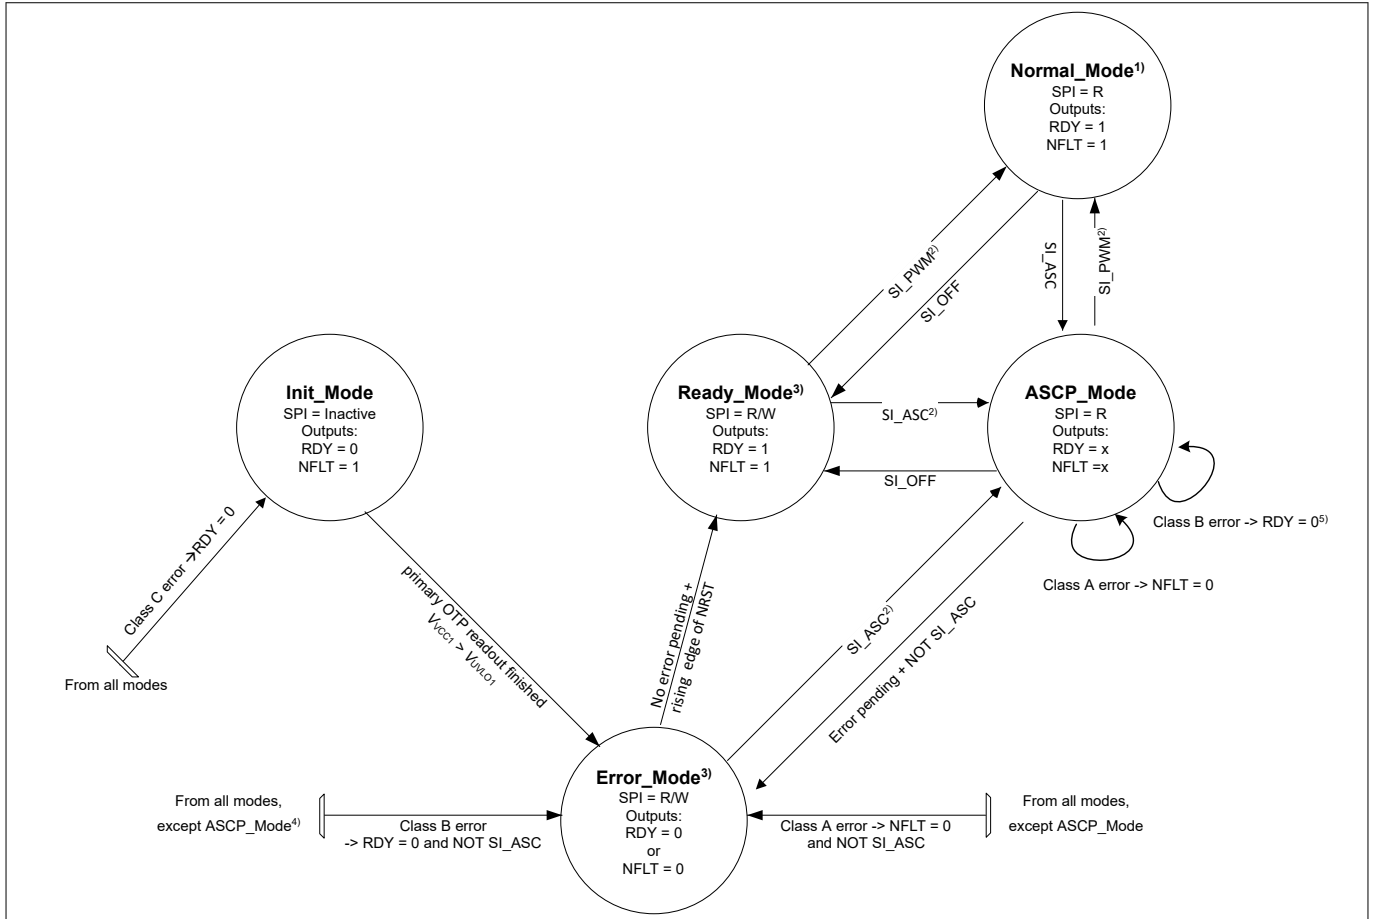 Normal_Mode1)
SPI = R
Outputs:
RDY = 1
NFLT = 1
SI_PWM2)
SI_OFF
SI_ASC
SI_PWM2)
Init_Mode
SPI = Inactive
Outputs:
RDY = 0
NFLT = 1
Ready_Mode3)
SPI = R/W
Outputs:
RDY = 1
NFLT = 1
SI_ASC2)
SI_OFF
ASCP_Mode
SPI = R
Outputs:
RDY = x
NFLT =x
Class B error -> RDY = 05)
Class A error -> NFLT = 0
Class C error →RDY = 0
From all modes
primary OTP readout finished
VVCC1 > VUVLO1
No error pending +
rising edge of NRST
SI_ASC2)
Error pending + NOT SI_ASC
Error_Mode3)
SPI = R/W
Outputs:
RDY = 0
or
NFLT = 0
From all modes,
except ASCP_Mode4)
Class B error
-> RDY = 0 and NOT SI_ASC
Class A error -> NFLT = 0
and NOT SI_ASC
From all modes,
except ASCP_Mode